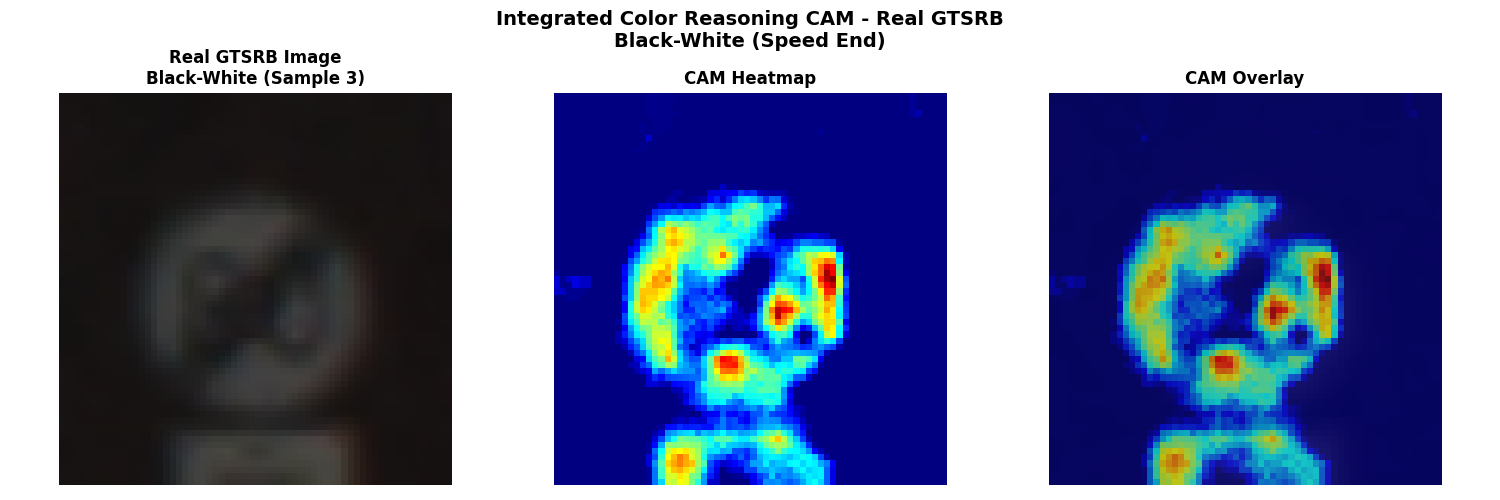 Integrated Color Reasoning CAM - Real GTSRB
Black-White (Speed End)
Real GTSRB Image
Black-White (Sample 3)
CAM Heatmap
CAM Overlay